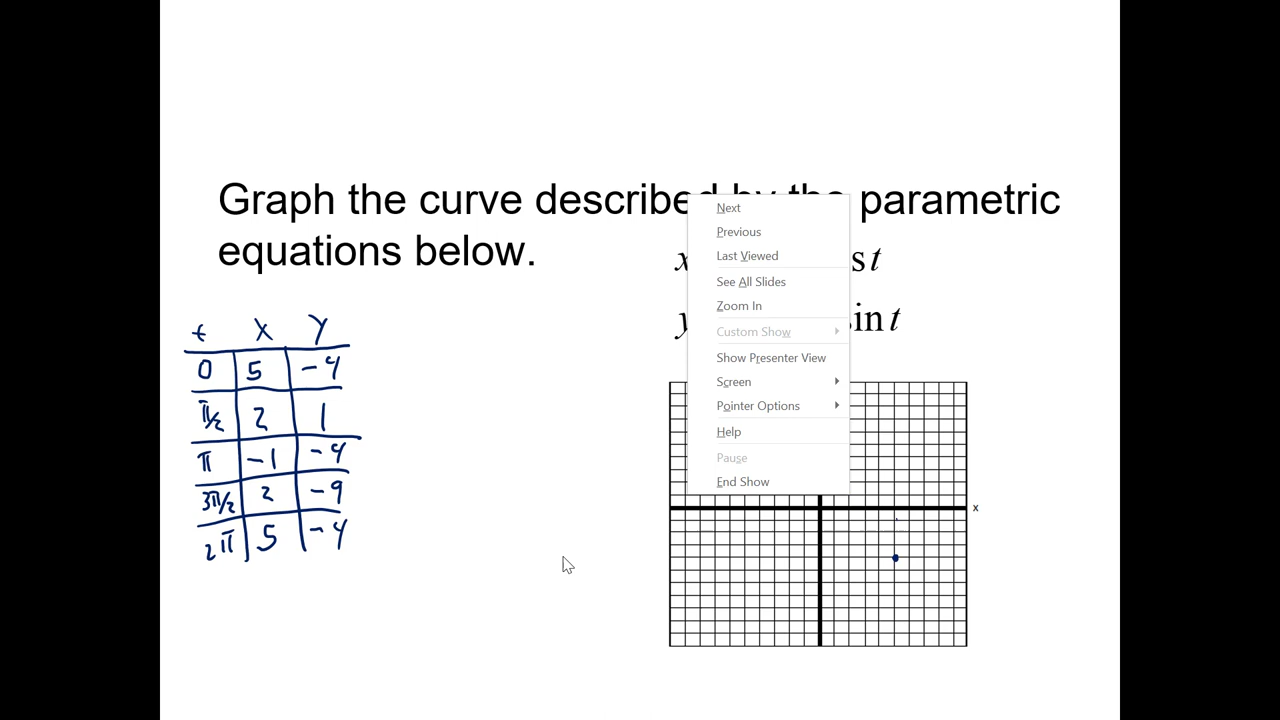 Graph the curve described by the parametric
equations below.
x s t
y in t
Next
Previous
Last Viewed
See All Slides
Zoom In
Custom Show
Show Presenter View
Screen
Pointer Options
Help
Pause
End Show
t x y
0 5 -4
π/2 2 1
π -1 -4
3π/2 2 -9
2π 5 -4
x